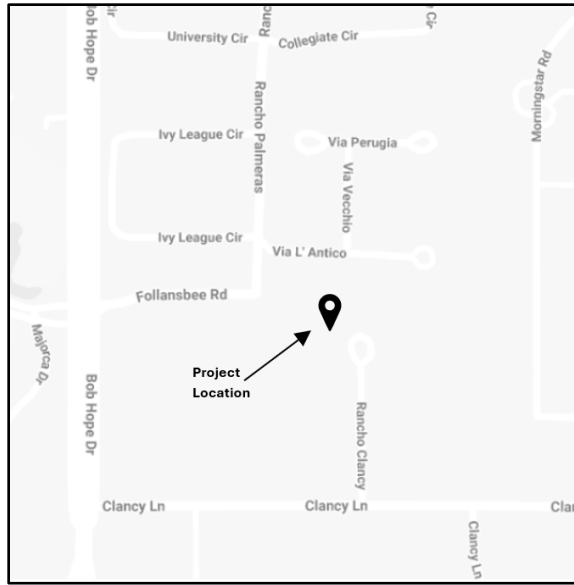 Bob Hope Dr
Cir
University Cir
Collegiate Cir
Cir
Rancho Palmeras
Morningstar Rd
Ivy League Cir
Via Perugia
Via Vecchio
Ivy League Cir
Via L' Antico
Follansbee Rd
Majorca Dr
Project
Location
Bob Hope Dr
Rancho Clancy
Clancy Ln
Clancy Ln
Clancy Ln